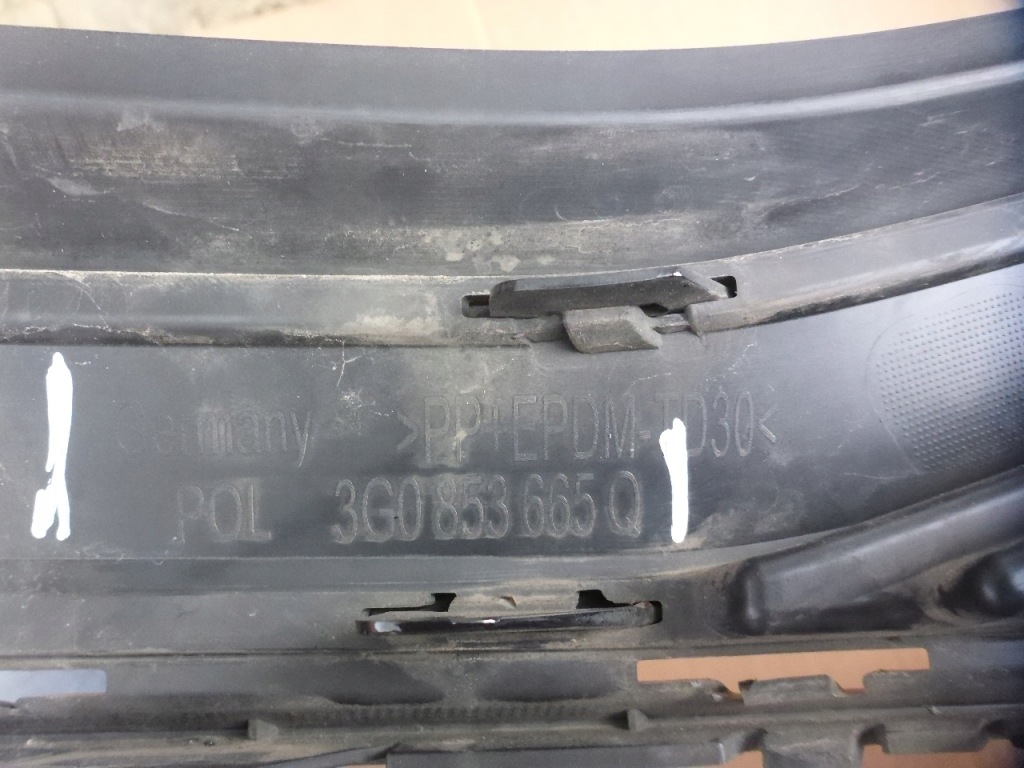 Germany >PP+EPDM-TD30<
POL 3G0 853 665 Q